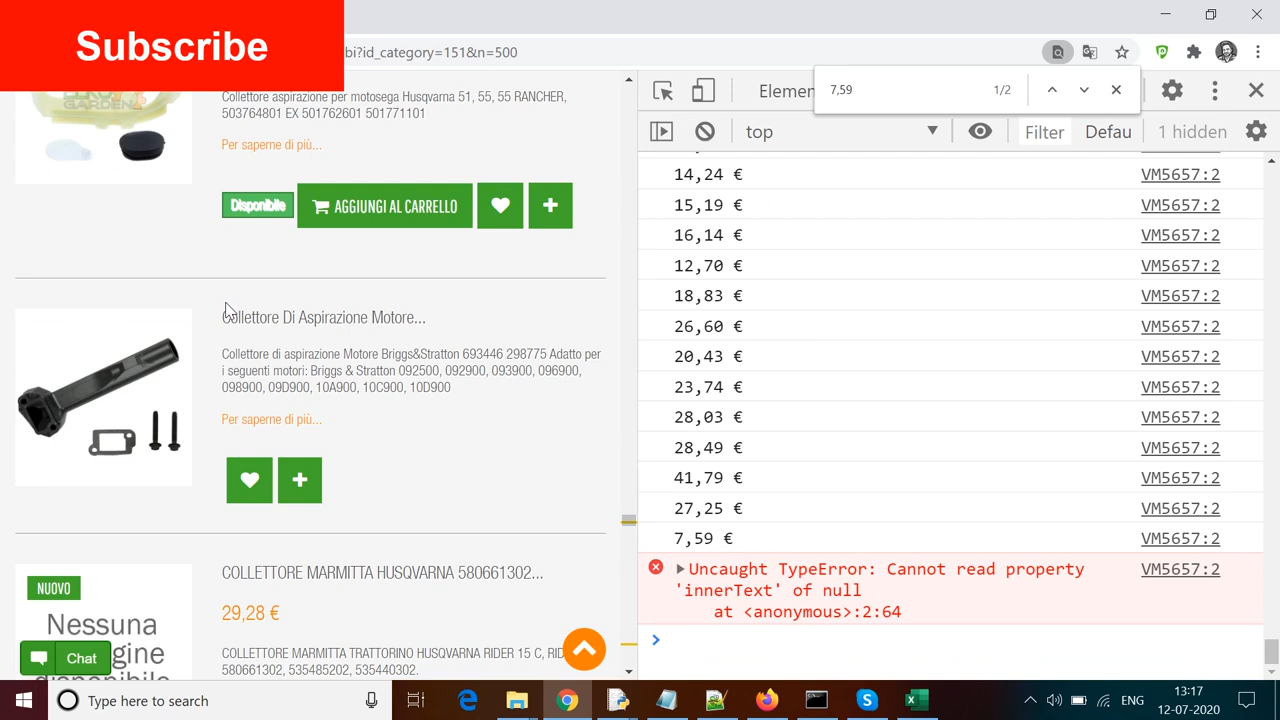 Subscribe
bi?id_category=151&n=500
7,59
1/2
Elemen
top
Filter
Defau
1 hidden
GARDEN
Collettore aspirazione per motosega Husqvarna 51, 55, 55 RANCHER,
503764801 EX 501762601 501771101
Per saperne di più...
Disponibile
AGGIUNGI AL CARRELLO
Collettore Di Aspirazione Motore...
Collettore di aspirazione Motore Briggs&Stratton 693446 298775 Adatto per
i seguenti motori: Briggs & Stratton 092500, 092900, 093900, 096900,
098900, 09D900, 10A900, 10C900, 10D900
Per saperne di più...
NUOVO
Nessuna
gine
disponibile
COLLETTORE MARMITTA HUSQVARNA 580661302...
29,28 €
COLLETTORE MARMITTA TRATTORINO HUSQVARNA RIDER 15 C, RID
580661302, 535485202, 535440302.
Chat
14,24 € VM5657:2
15,19 € VM5657:2
16,14 € VM5657:2
12,70 € VM5657:2
18,83 € VM5657:2
26,60 € VM5657:2
20,43 € VM5657:2
23,74 € VM5657:2
28,03 € VM5657:2
28,49 € VM5657:2
41,79 € VM5657:2
27,25 € VM5657:2
7,59 € VM5657:2
Uncaught TypeError: Cannot read property VM5657:2
'innerText' of null
at <anonymous>:2:64
Type here to search
ENG
13:17
12-07-2020